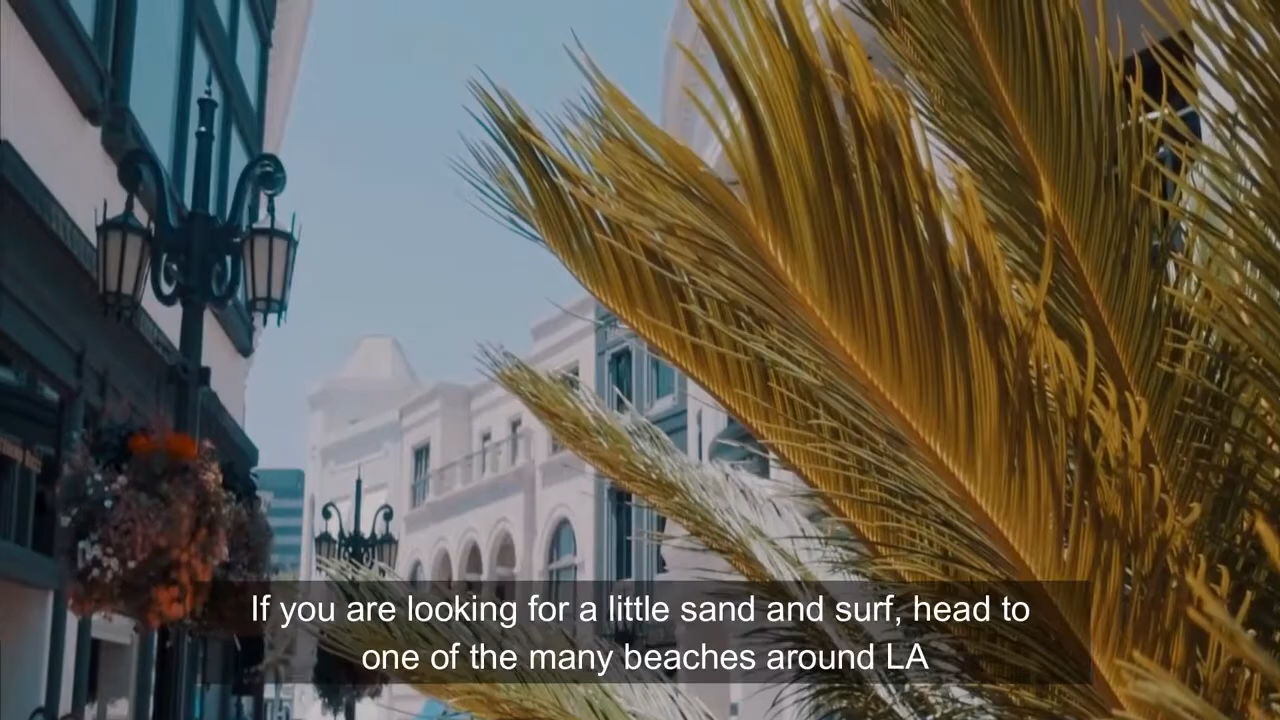 If you are looking for a little sand and surf, head to
one of the many beaches around LA